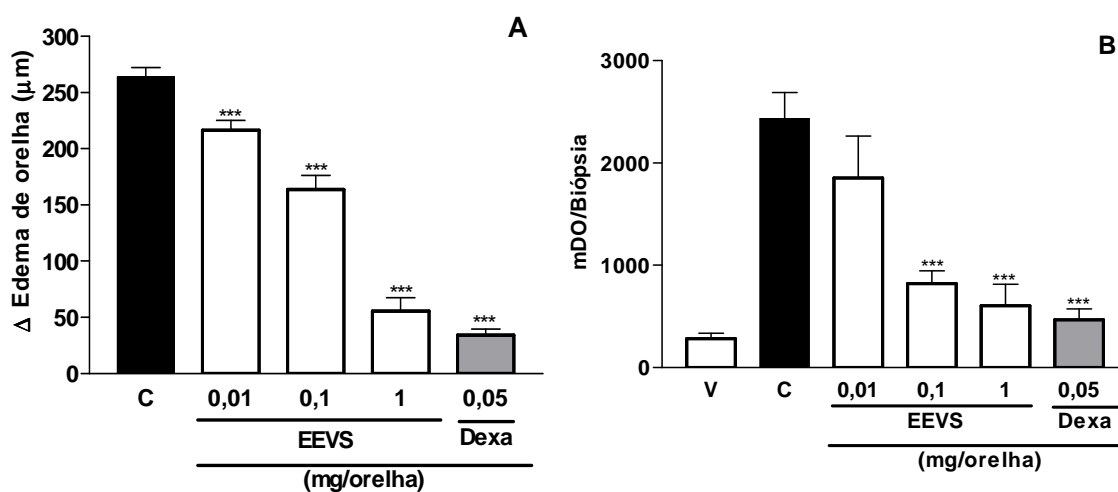 A
Δ Edema de orelha (μm)
300
250
200
150
100
50
0
***
***
***
***
C 0,01 0,1 1 0,05
EEVS Dexa
(mg/orelha)
B
mDO/Biópsia
3000
2000
1000
0
***
***
***
V C 0,01 0,1 1 0,05
EEVS Dexa
(mg/orelha)